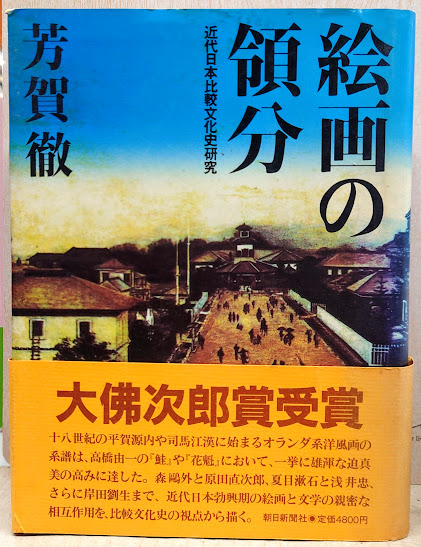 絵画の
領分
近代日本比較文化史研究
芳賀徹
大佛次郎賞受賞
十八世紀の平賀源内や司馬江漢に始まるオランダ系洋風画の
系譜は、高橋由一の『鮭』や『花魁』において、一挙に雄渾な迫真
美の高みに達した。森鷗外と原田直次郎、夏目漱石と浅井忠、
さらに岸田劉生まで、近代日本勃興期の絵画と文学の親密な
相互作用を、比較文化史の視点から描く。 朝日新聞社●定価4800円